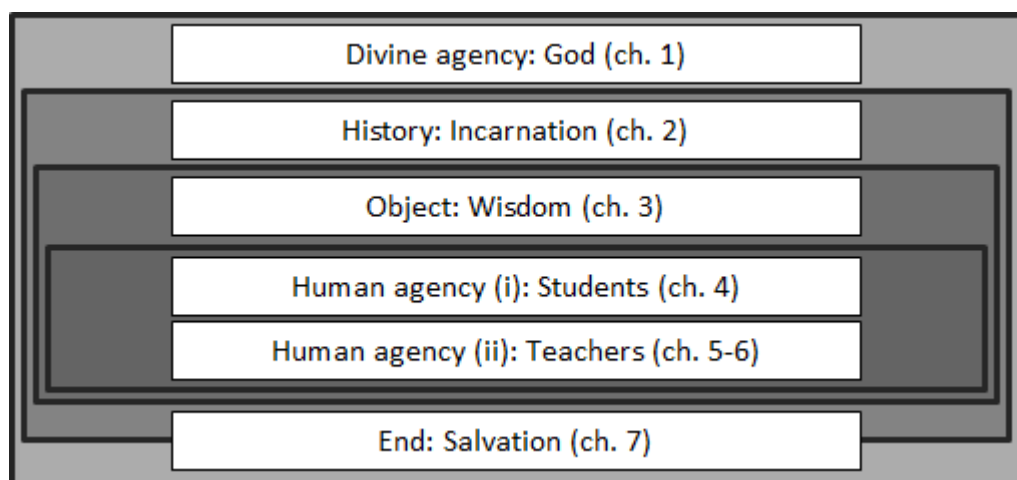 Divine agency: God (ch. 1)
History: Incarnation (ch. 2)
Object: Wisdom (ch. 3)
Human agency (i): Students (ch. 4)
Human agency (ii): Teachers (ch. 5-6)
End: Salvation (ch. 7)